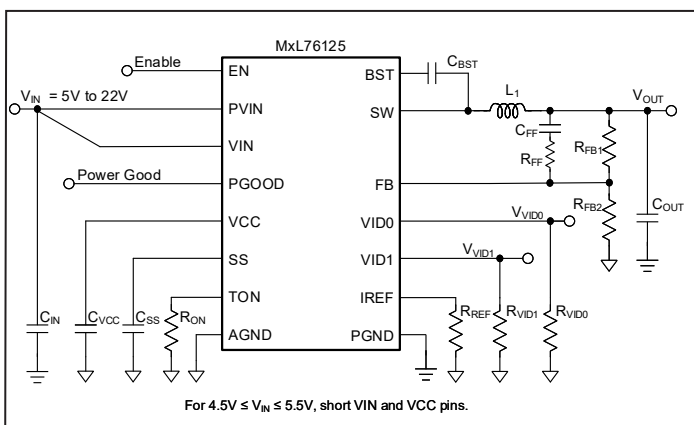 MxL76125
Enable
EN
BST
CBST
VIN = 5V to 22V
PVIN
SW
L1
VOUT
VIN
CFF
RFF
RFB1
Power Good
PGOOD
FB
RFB2
COUT
VCC
VID0
VVID0
SS
VID1
VVID1
CIN
CVCC
CSS
RON
TON
IREF
RREF
RVID1
RVID0
AGND
PGND
For 4.5V ≤ VIN ≤ 5.5V, short VIN and VCC pins.